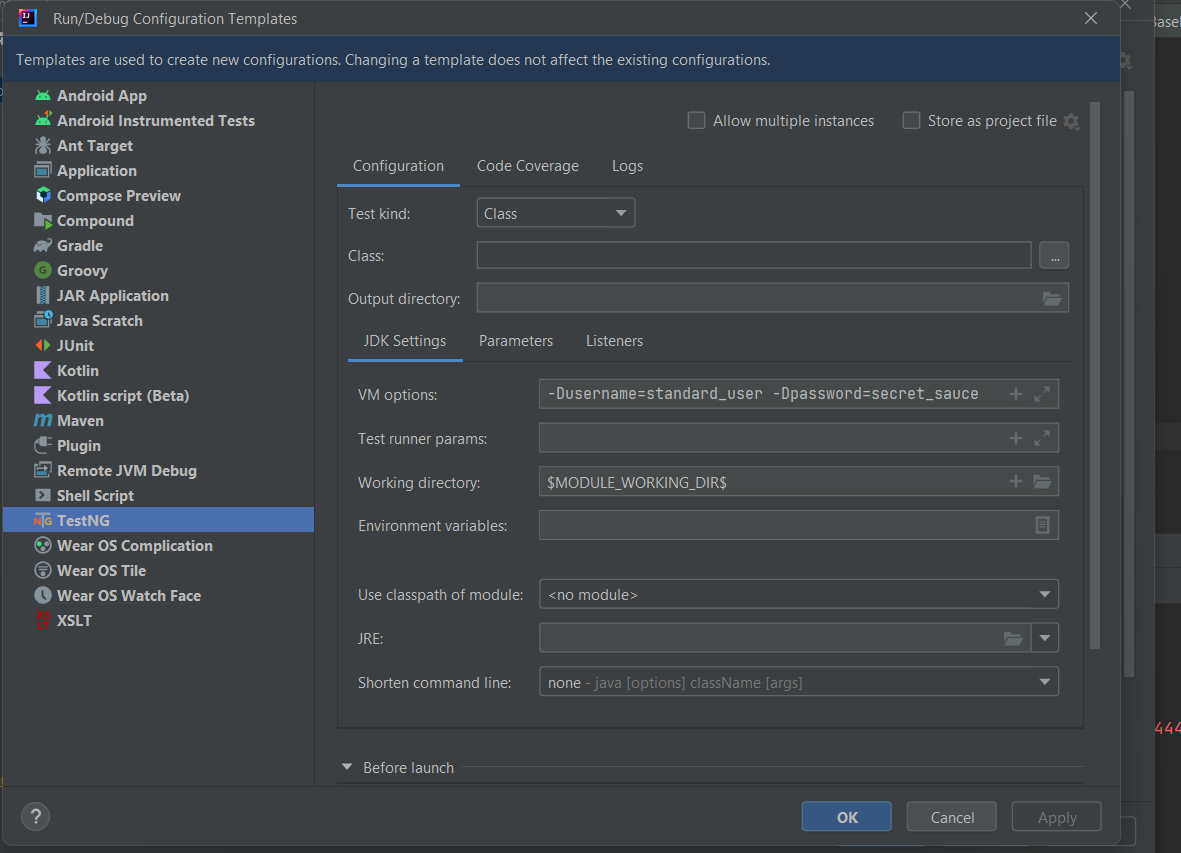 Run/Debug Configuration Templates
Templates are used to create new configurations. Changing a template does not affect the existing configurations.
Android App
Android Instrumented Tests
Ant Target
Application
Compose Preview
Compound
Gradle
Groovy
JAR Application
Java Scratch
JUnit
Kotlin
Kotlin script (Beta)
Maven
Plugin
Remote JVM Debug
Shell Script
TestNG
Wear OS Complication
Wear OS Tile
Wear OS Watch Face
XSLT
Allow multiple instances Store as project file
Configuration Code Coverage Logs
Test kind: Class
Class: ...
Output directory:
JDK Settings Parameters Listeners
VM options: -Dusername=standard_user -Dpassword=secret_sauce
Test runner params:
Working directory: $MODULE_WORKING_DIR$
Environment variables:
Use classpath of module: <no module>
JRE:
Shorten command line: none - java [options] className [args]
Before launch
? OK Cancel Apply
444